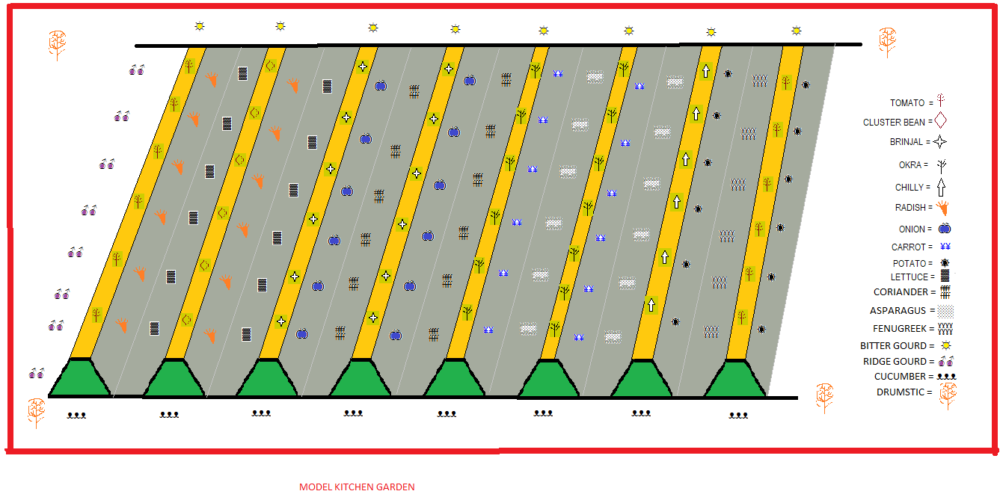 TOMATO =
CLUSTER BEAN =
BRINJAL =
OKRA =
CHILLY =
RADISH =
ONION =
CARROT =
POTATO =
LETTUCE =
CORIANDER =
ASPARAGUS =
FENUGREEK =
BITTER GOURD =
RIDGE GOURD =
CUCUMBER =
DRUMSTIC =
MODEL KITCHEN GARDEN